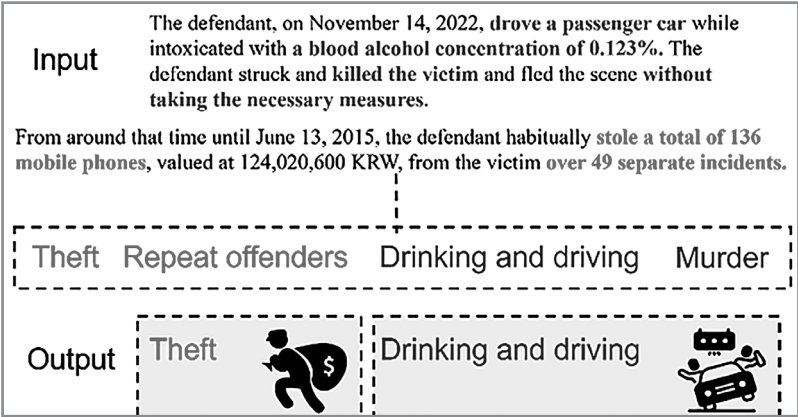 The defendant, on November 14, 2022, drove a passenger car while
Input
intoxicated with a blood alcohol concentration of 0.123%. The
defendant struck and killed the victim and fled the scene without
taking the necessary measures.
From around that time until June 13, 2015, the defendant habitually stole a total of 136
mobile phones, valued at 124,020,600 KRW, from the victim over 49 separate incidents.
Theft Repeat offenders Drinking and driving Murder
Output Theft $ Drinking and driving